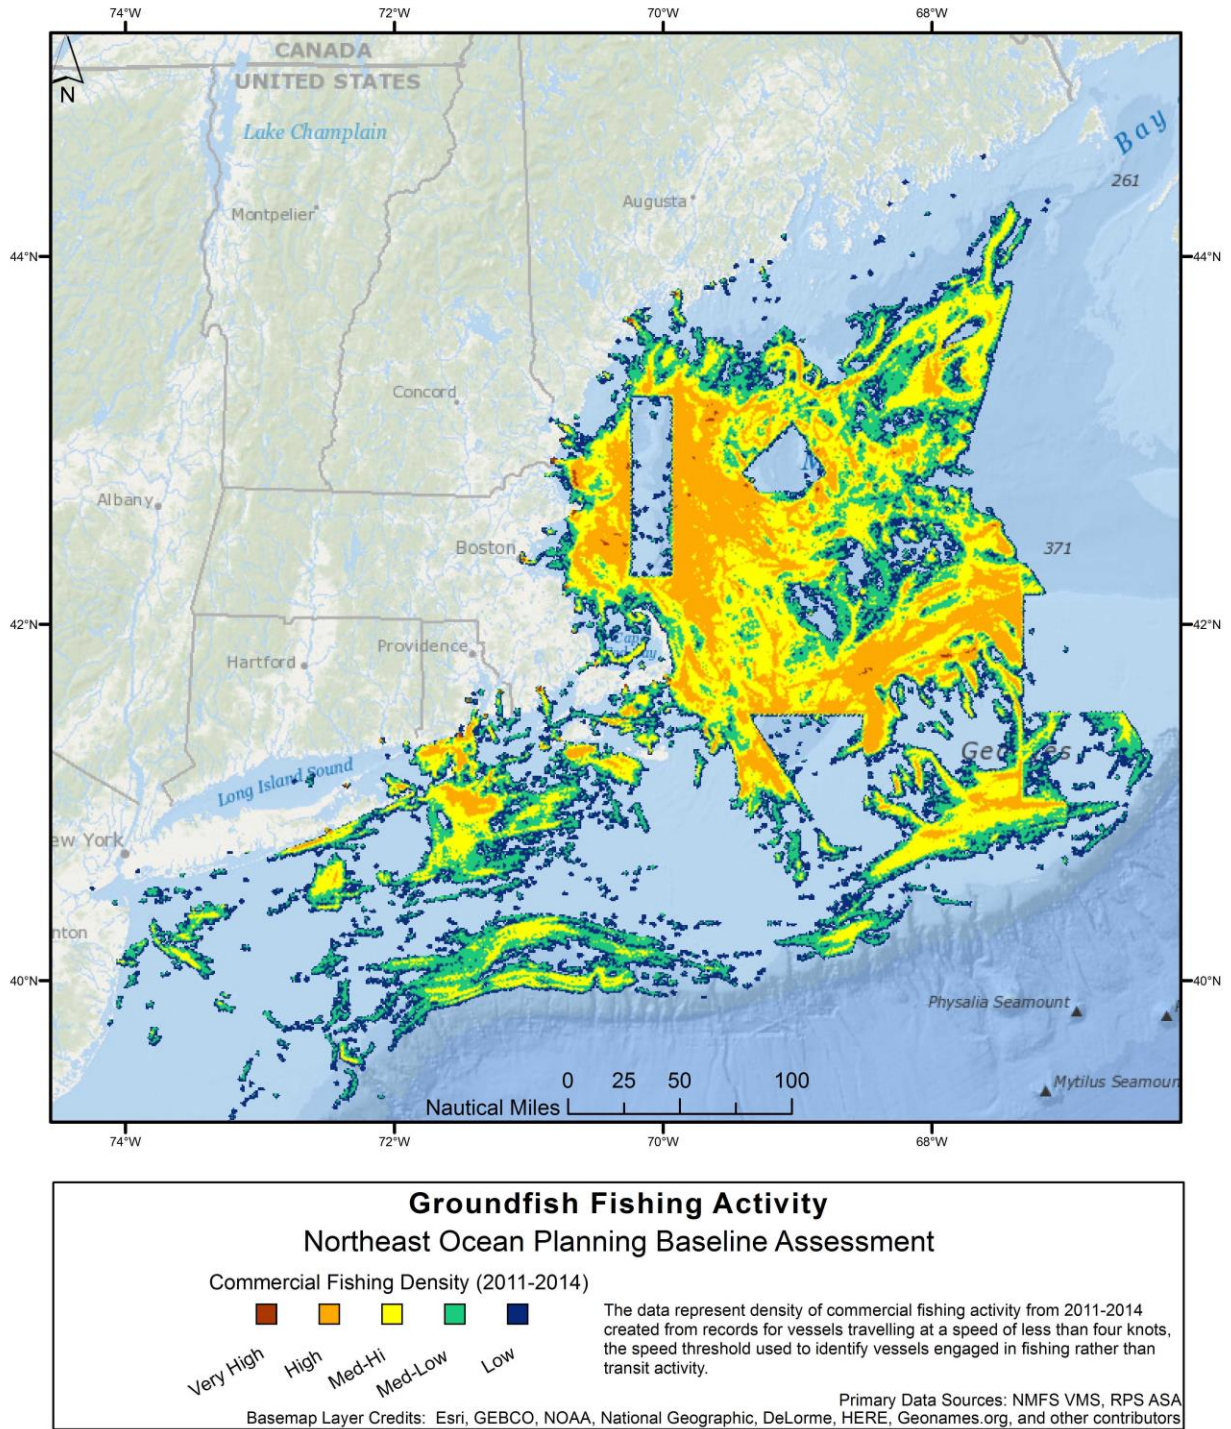 74°W 72°W 70°W 68°W
CANADA
UNITED STATES
N
Lake Champlain
Bay
261
Augusta
Montpelier
44°N 44°N
Concord
M
Albany
Boston
371
42°N 42°N
Providence
Hartford
Long Island Sound
ew York
nton
40°N 40°N
Physalia Seamount
Mytilus Seamoun
0 25 50 100
Nautical Miles
74°W 72°W 70°W 68°W
Groundfish Fishing Activity
Northeast Ocean Planning Baseline Assessment
Commercial Fishing Density (2011-2014)
Very High High Med-Hi Med-Low Low
The data represent density of commercial fishing activity from 2011-2014
created from records for vessels travelling at a speed of less than four knots,
the speed threshold used to identify vessels engaged in fishing rather than
transit activity.
Primary Data Sources: NMFS VMS, RPS ASA
Basemap Layer Credits: Esri, GEBCO, NOAA, National Geographic, DeLorme, HERE, Geonames.org, and other contributors